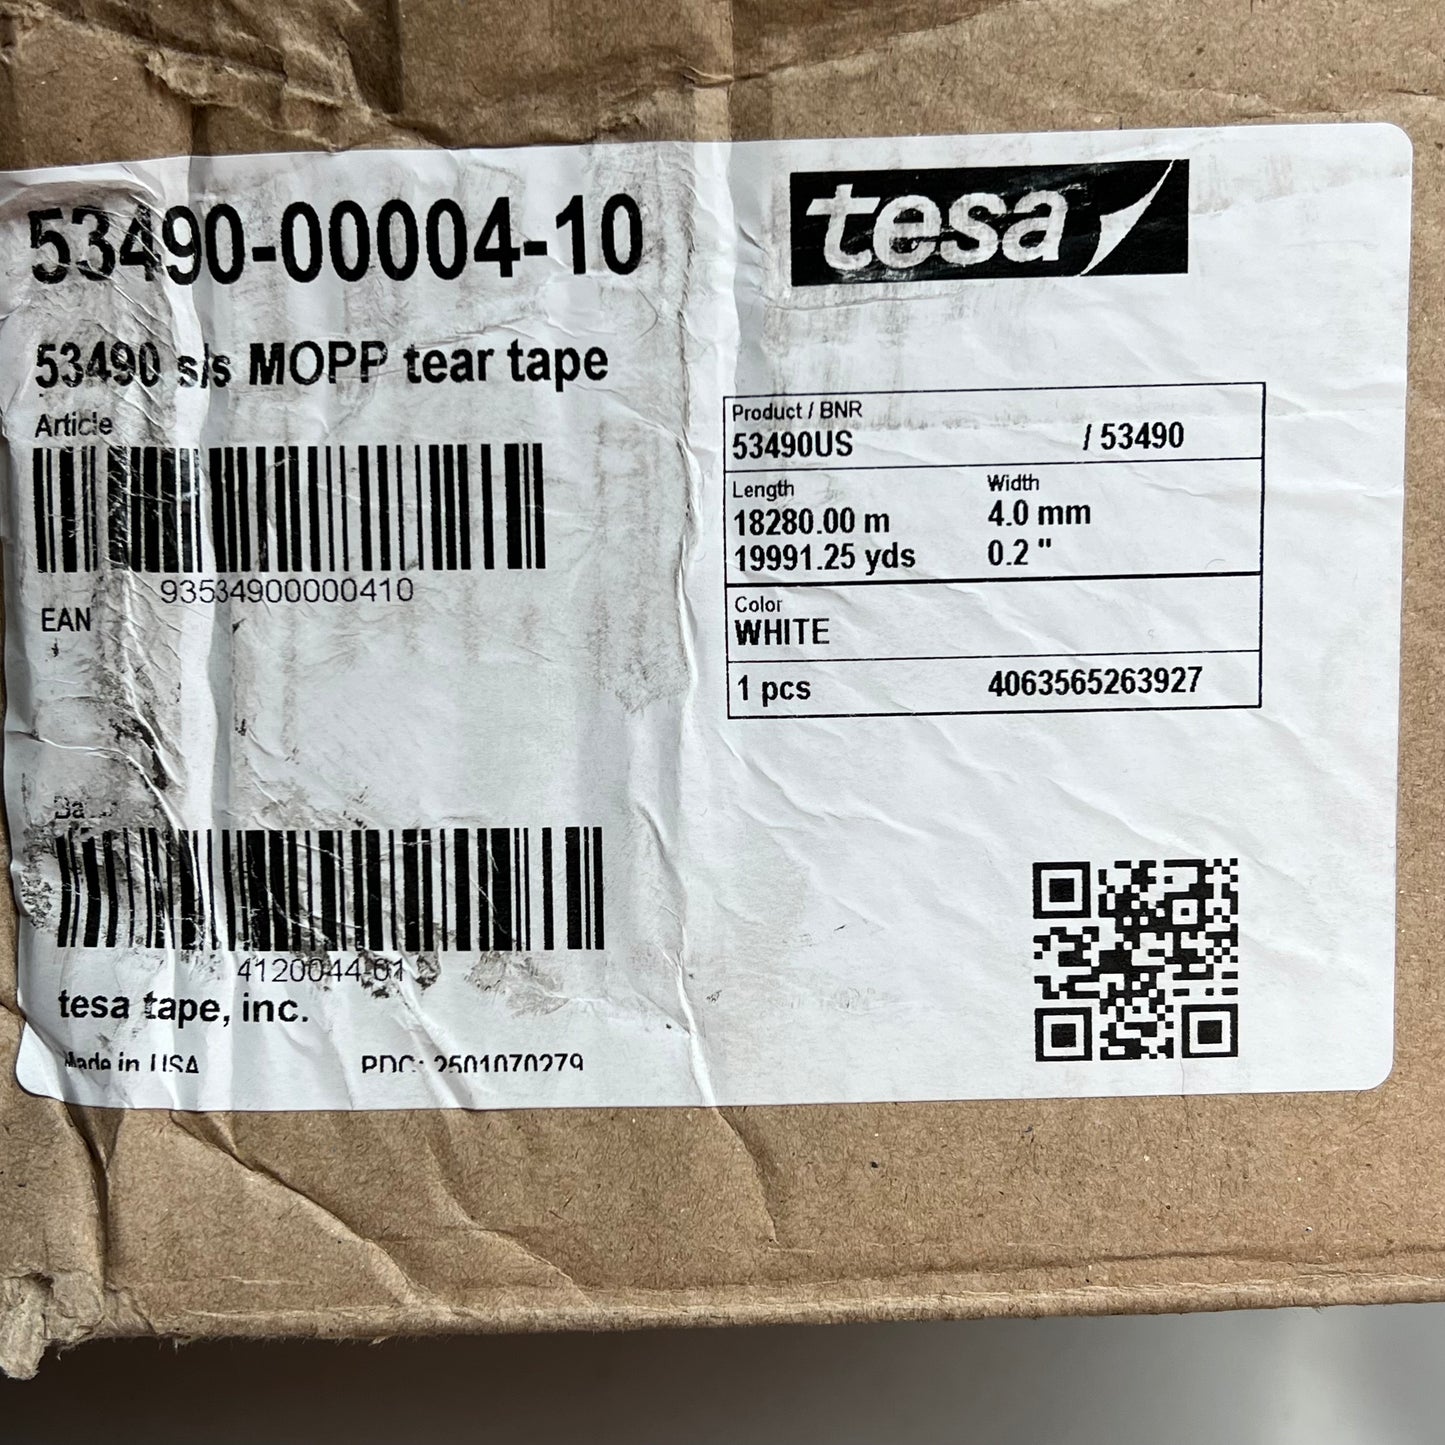 53490-00004-10
tesa
53490 s/s MOPP tear tape
Article
93534900000410
EAN
Product / BNR
53490US / 53490
Length Width
18280.00 m 4.0 mm
19991.25 yds 0.2 "
Color
WHITE
1 pcs 4063565263927
4120044-01
tesa tape, inc.
Made in USA PDC: 2501070279